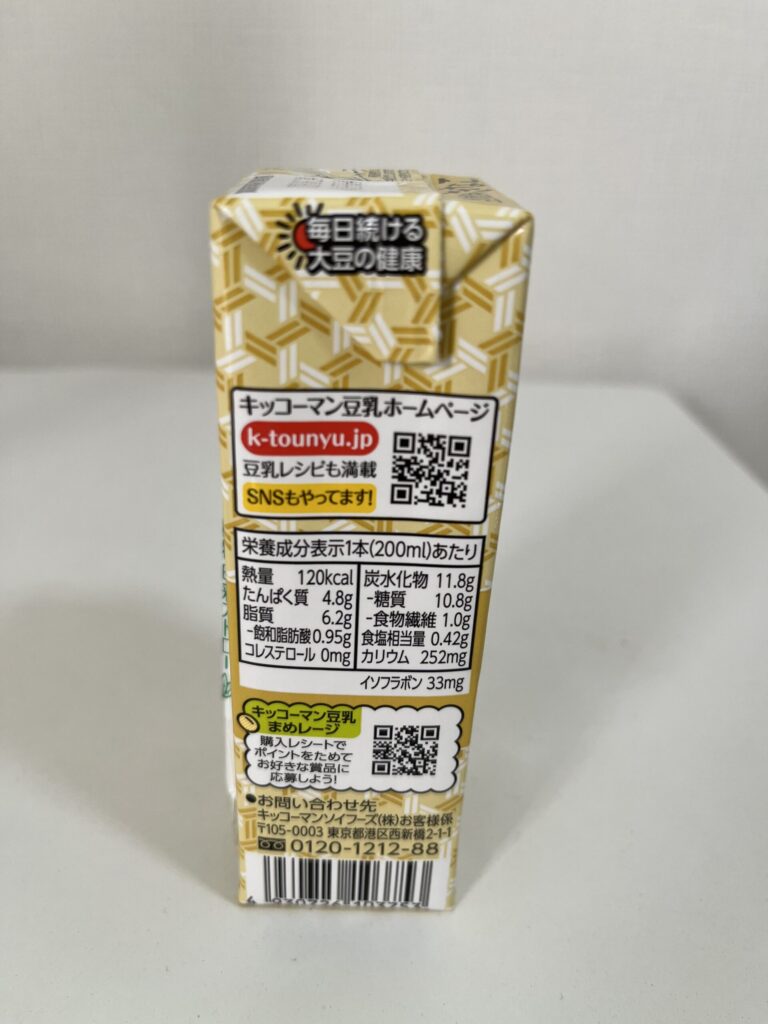 毎日続ける
大豆の健康
キッコーマン豆乳ホームページ
k-tounyu.jp
豆乳レシピも満載
SNSもやってます!
栄養成分表示1本(200ml)あたり
熱量 120kcal
たんぱく質 4.8g
脂質 6.2g
-飽和脂肪酸 0.95g
コレステロール 0mg
炭水化物 11.8g
-糖質 10.8g
-食物繊維 1.0g
食塩相当量 0.42g
カリウム 252mg
イソフラボン 33mg
キッコーマン豆乳
まめレージ
購入レシートで
ポイントをためて
お好きな賞品に
応募しよう!
●お問い合わせ先
キッコーマンソイフーズ(株)お客様係
〒105-0003 東京都港区西新橋2-1-1
0120-1212-88